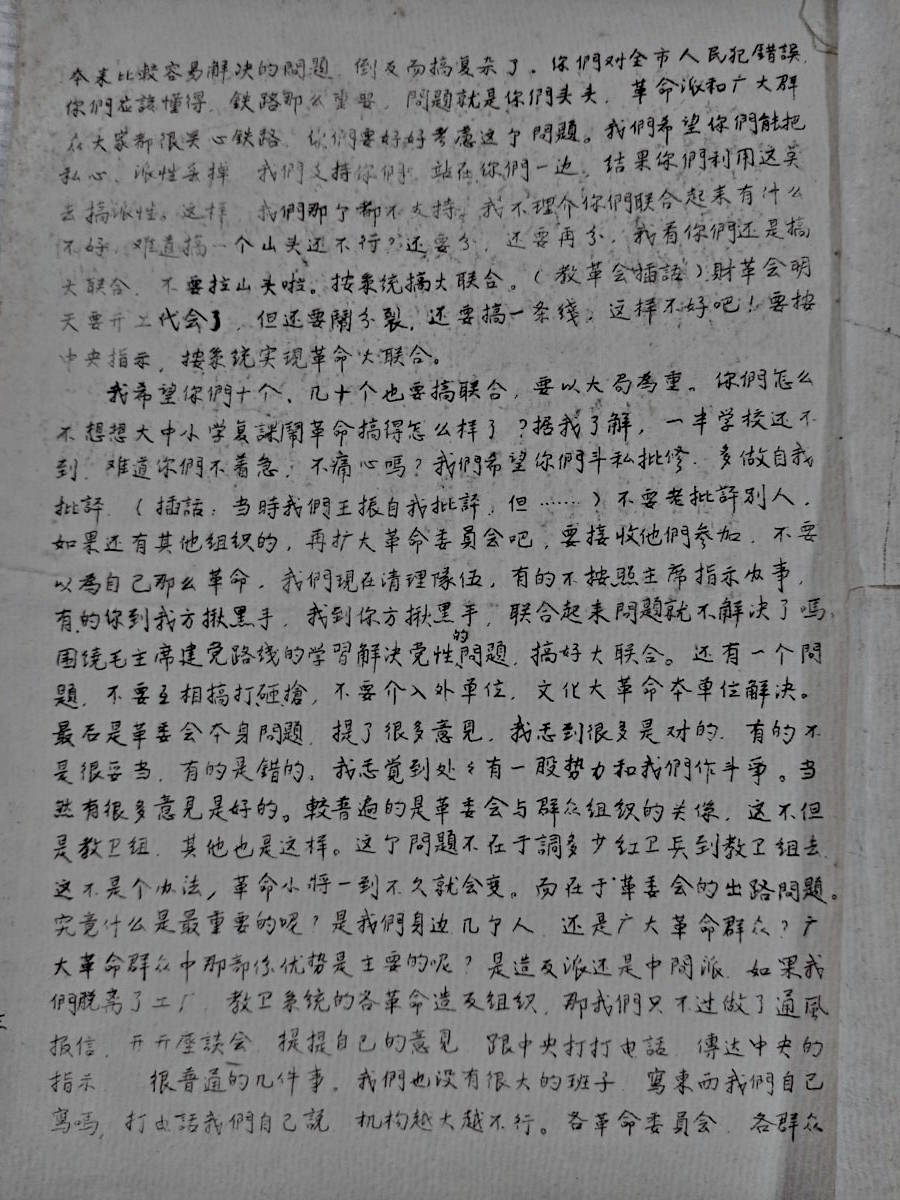 本来比較容易解决的問題，倒反而搞复杂了。你們对全市人民犯錯誤，
你們应該懂得，鉄路那么重要，問題就是你們头头，革命派和广大群
众大家都很关心鉄路，你們要好好考慮这个問題。我們希望你們能把
私心、派性丢掉，我們支持你們，站在你們一边，結果你們利用这莫
去搞派性。这样，我們那个都不支持。我不理介你們联合起来有什么
不好，难道搞一个山头还不行？还要分，还要再分，我看你們还是搞
大联合，不要拉山头啦。按系統搞大联合。（教革会插話）財革会明
天要开工代会了，但还要鬧分裂，还要搞一条线，这样不好吧！要按
中央指示，按系统实現革命大联合。
我希望你們十个、几十个也要搞联合，要以大局為重。你們怎么
不想想大中小学复課鬧革命搞得怎么样了？据我了解，一半学校还不
到，难道你們不着急，不痛心嗎？我們希望你們斗私批修，多做自我
批評，（插話：当時我們主張自我批評，但……）不要老批評别人，
如果还有其他组织的，再扩大革命委員会吧，要接收他們参加，不要
以為自己那么革命，我們現在清理隊伍，有的不按照主席指示办事，
有的你到我方揪黑手，我到你方揪黑手，联合起来問題就不解决了嗎，
围绕毛主席建党路线的学習解决党性的問題，搞好大联合。还有一个問
題，不要互相搞打砸搶，不要介入外单位，文化大革命本单位解决。
最后是革委会本身問題，提了很多意見，我忎到很多是对的，有的不
是很妥当，有的是錯的，我忎觉到处々有一股势力和我們作斗争。当
然有很多意見是好的。較普遍的是革委会与群众组织的关係，这不但
是教卫组，其他也是这样。这个問題不在于調多少红卫兵到教卫组去，
这不是个办法，革命小将一到不久就会变。而在于革委会的出路問題。
究竟什么是最重要的呢？是我們身边几个人，还是广大革命群众？广
大革命群众中那部份优势是主要的呢？是造反派还是中間派，如果我
們脱离了工厂，教卫系統的各革命造反组织，那我們只不过做了通風
报信，开开座談会，提提自己的意見，跟中央打打电話，傳达中央的
指示  很普通的几件事。我們也没有很大的班子，寫東西我們自己
寫嗎，打电話我們自己説，机构越大越不行。各革命委員会，各群众